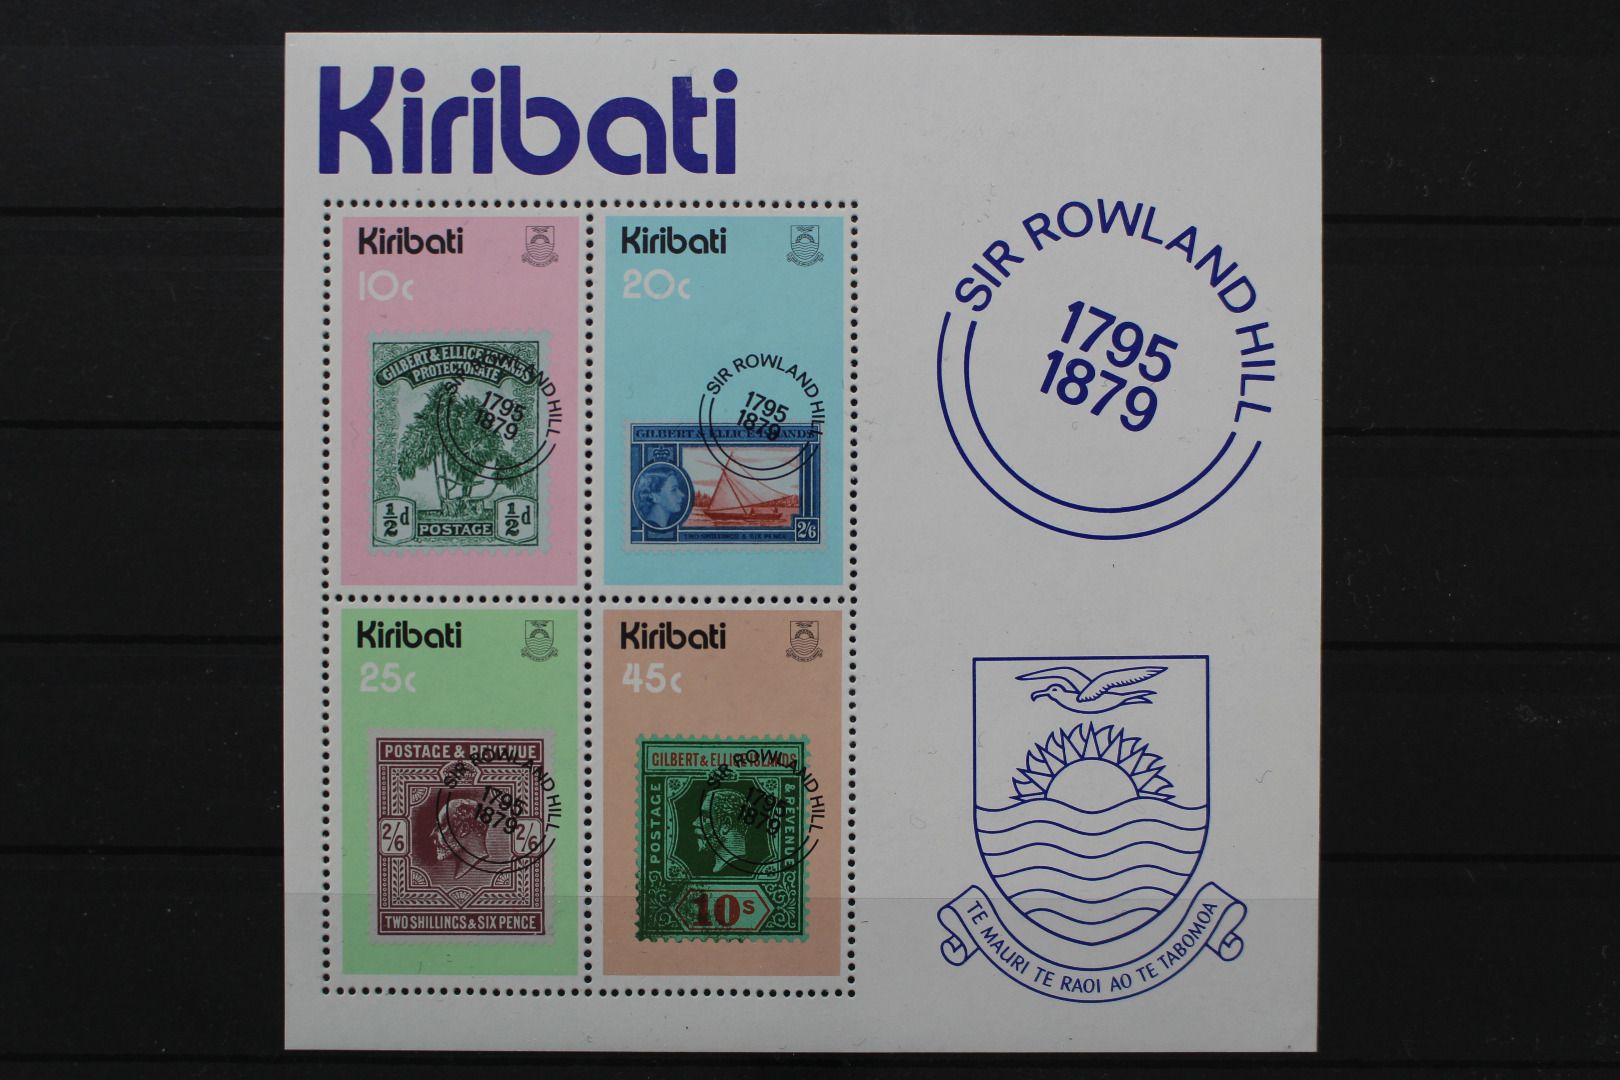 Kiribati
Kiribati
10c
GILBERT & ELLICE ISLANDS
PROTECTORATE
SIR ROWLAND HILL
1795
1879
½d
½d
POSTAGE
Kiribati
20c
SIR ROWLAND HILL
1795
1879
GILBERT & ELLICE ISLANDS
2/6
TWO SHILLINGS & SIX PENCE
Kiribati
25c
POSTAGE & REVENUE
SIR ROWLAND HILL
1795
1879
2/6
2/6
TWO SHILLINGS & SIX PENCE
Kiribati
45c
GILBERT & ELLICE ISLANDS
SIR ROWLAND HILL
1795
1879
POSTAGE
& REVENUE
10s
SIR ROWLAND HILL
1795
1879
TE MAURI TE RAOI AO TE TABOMOA